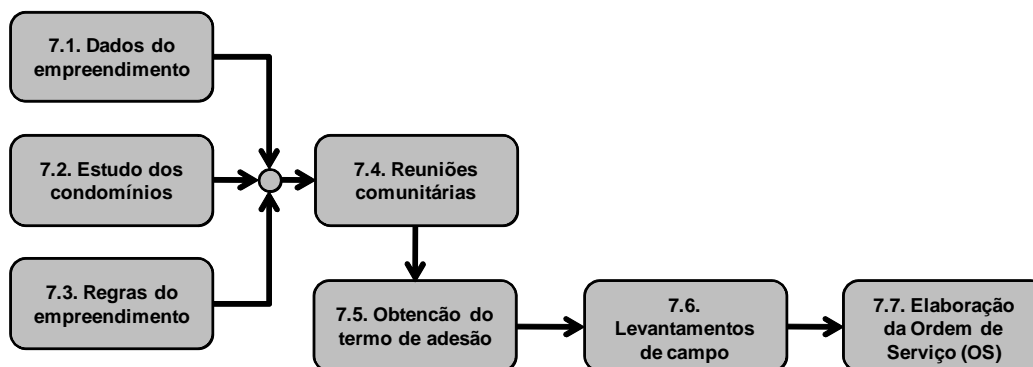 7.1. Dados do
empreendimento
7.2. Estudo dos
condomínios
7.3. Regras do
empreendimento
7.4. Reuniões
comunitárias
7.5. Obtencão do
termo de adesão
7.6.
Levantamentos
de campo
7.7. Elaboração
da Ordem de
Serviço (OS)